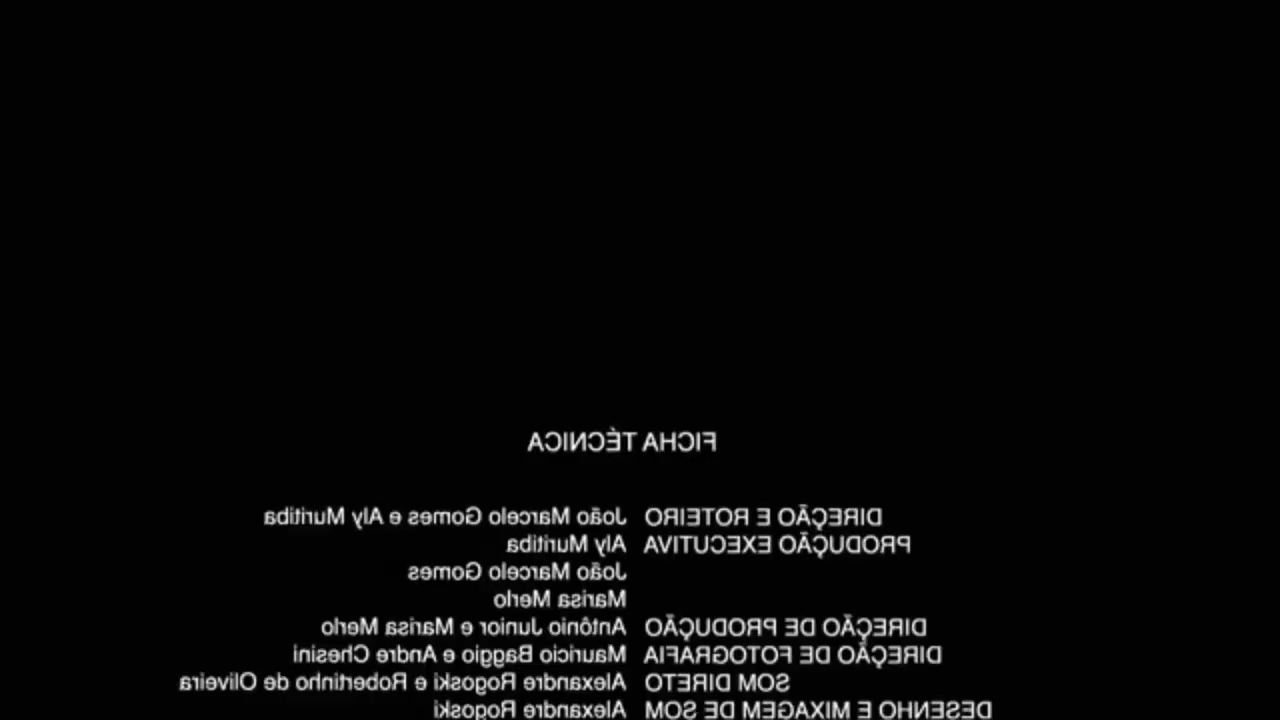 FICHA TÉCNICA
DIREÇÃO E ROTEIRO João Marcelo Gomes e Aly Muritiba
PRODUÇÃO EXECUTIVA Aly Muritiba
João Marcelo Gomes
Marisa Merlo
DIREÇÃO DE PRODUÇÃO Antônio Junior e Marisa Merlo
DIREÇÃO DE FOTOGRAFIA Mauricio Baggio e Andre Chesini
SOM DIRETO Alexandre Rogoski e Robertinho de Oliveira
DESENHO E MIXAGEM DE SOM Alexandre Rogoski